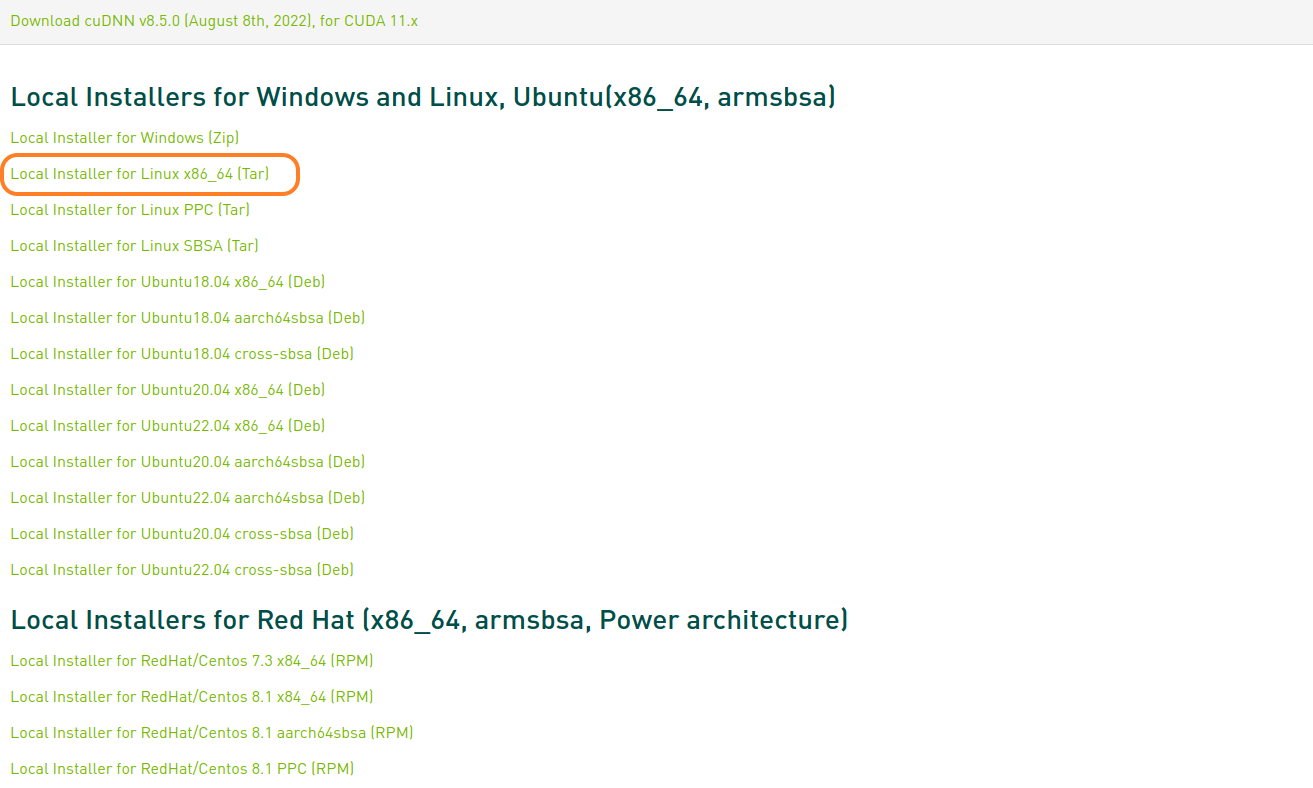 Download cuDNN v8.5.0 (August 8th, 2022), for CUDA 11.x
Local Installers for Windows and Linux, Ubuntu(x86_64, armsbsa)
Local Installer for Windows (Zip)
Local Installer for Linux x86_64 (Tar)
Local Installer for Linux PPC (Tar)
Local Installer for Linux SBSA (Tar)
Local Installer for Ubuntu18.04 x86_64 (Deb)
Local Installer for Ubuntu18.04 aarch64sbsa (Deb)
Local Installer for Ubuntu18.04 cross-sbsa (Deb)
Local Installer for Ubuntu20.04 x86_64 (Deb)
Local Installer for Ubuntu22.04 x86_64 (Deb)
Local Installer for Ubuntu20.04 aarch64sbsa (Deb)
Local Installer for Ubuntu22.04 aarch64sbsa (Deb)
Local Installer for Ubuntu20.04 cross-sbsa (Deb)
Local Installer for Ubuntu22.04 cross-sbsa (Deb)
Local Installers for Red Hat (x86_64, armsbsa, Power architecture)
Local Installer for RedHat/Centos 7.3 x84_64 (RPM)
Local Installer for RedHat/Centos 8.1 x84_64 (RPM)
Local Installer for RedHat/Centos 8.1 aarch64sbsa (RPM)
Local Installer for RedHat/Centos 8.1 PPC (RPM)